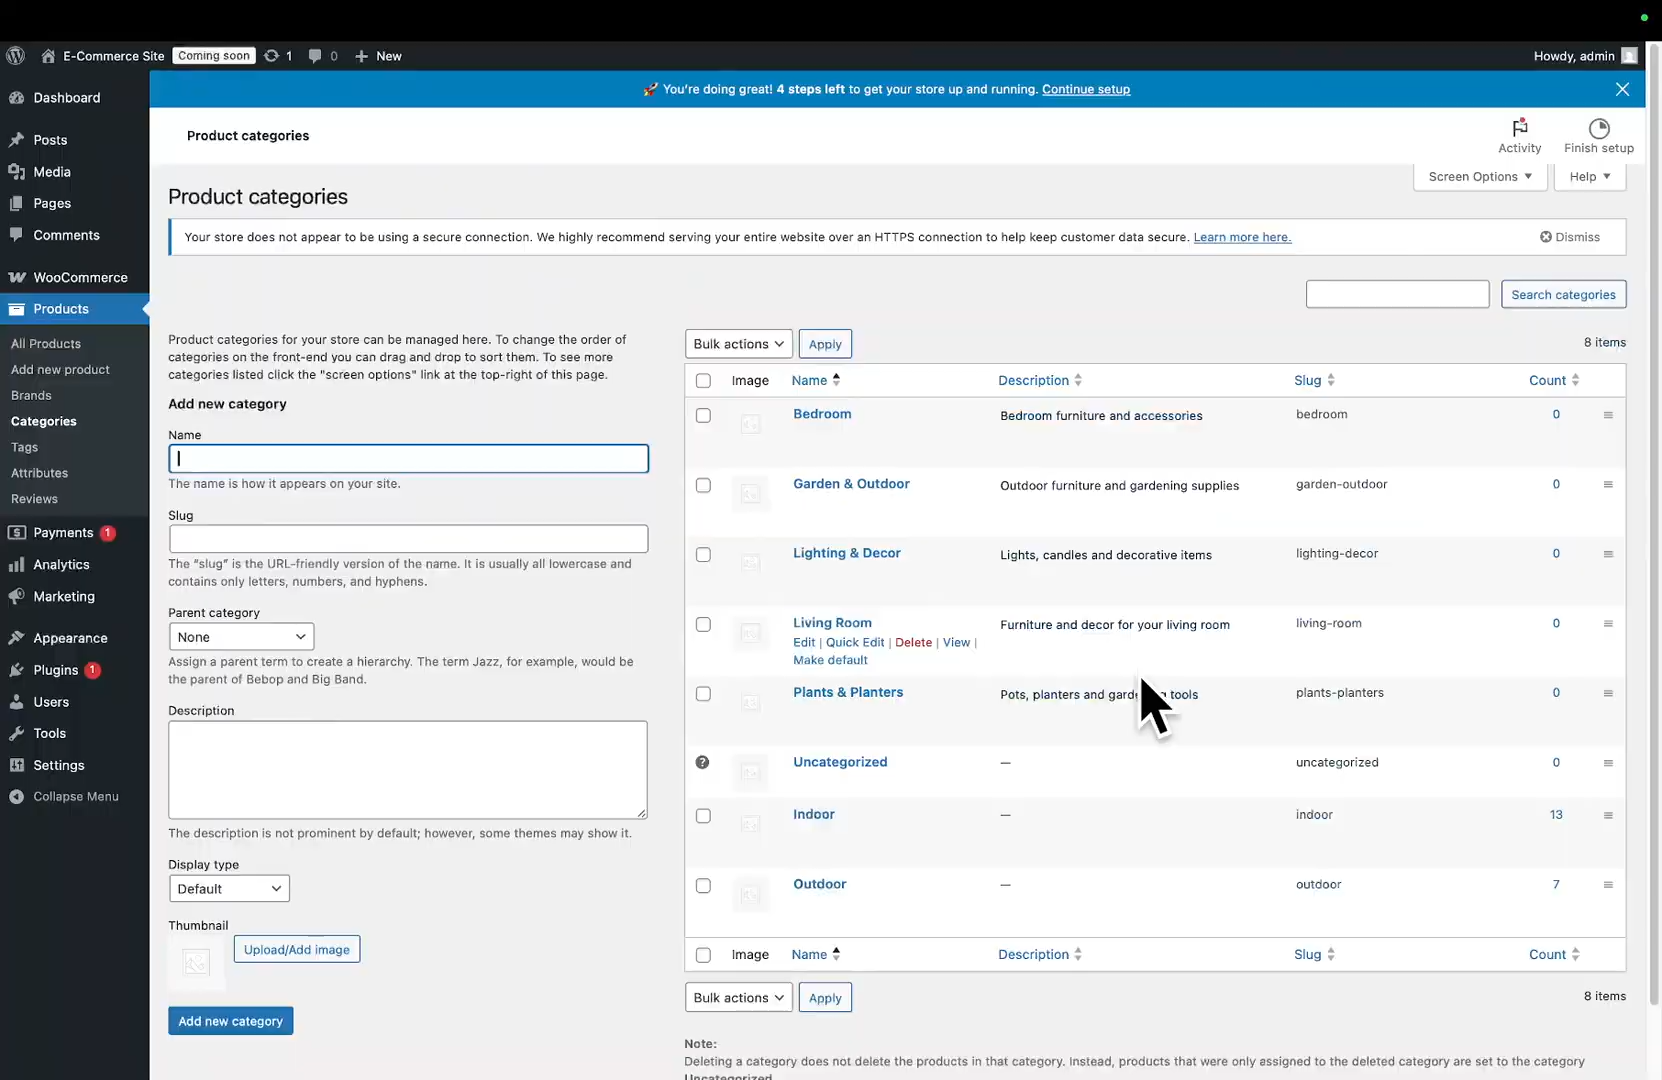 E-Commerce Site Coming soon 1 0 New Howdy, admin
🚀 You're doing great! 4 steps left to get your store up and running. Continue setup
Dashboard
Posts
Media
Pages
Comments
WooCommerce
Products
All Products
Add new product
Brands
Categories
Tags
Attributes
Reviews
Payments 1
Analytics
Marketing
Appearance
Plugins 1
Users
Tools
Settings
Collapse Menu
Product categories
Activity
Finish setup
Screen Options
Help
Product categories
Your store does not appear to be using a secure connection. We highly recommend serving your entire website over an HTTPS connection to help keep customer data secure. Learn more here.
Dismiss
Search categories
Product categories for your store can be managed here. To change the order of
categories on the front-end you can drag and drop to sort them. To see more
categories listed click the "screen options" link at the top-right of this page.
Add new category
Name
The name is how it appears on your site.
Slug
The “slug” is the URL-friendly version of the name. It is usually all lowercase and
contains only letters, numbers, and hyphens.
Parent category
None
Assign a parent term to create a hierarchy. The term Jazz, for example, would be
the parent of Bebop and Big Band.
Description
The description is not prominent by default; however, some themes may show it.
Display type
Default
Thumbnail
Upload/Add image
Add new category
Bulk actions Apply 8 items
Image Name Description Slug Count
Bedroom Bedroom furniture and accessories bedroom 0
Garden & Outdoor Outdoor furniture and gardening supplies garden-outdoor 0
Lighting & Decor Lights, candles and decorative items lighting-decor 0
Living Room Furniture and decor for your living room living-room 0
Edit | Quick Edit | Delete | View |
Make default
Plants & Planters Pots, planters and tools plants-planters 0
Uncategorized — uncategorized 0
Indoor — indoor 13
Outdoor — outdoor 7
Image Name Description Slug Count
Bulk actions Apply 8 items
Note:
Deleting a category does not delete the products in that category. Instead, products that were only assigned to the deleted category are set to the category
Uncategorized